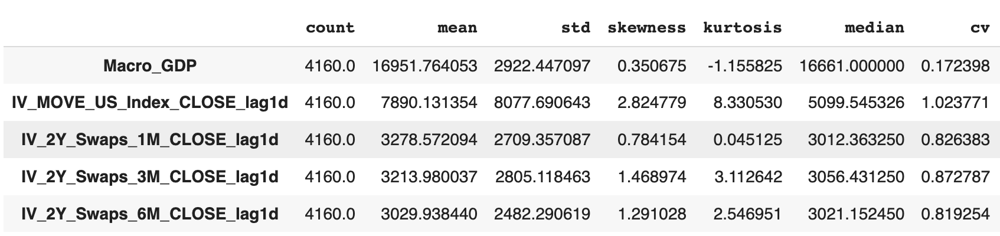 count mean std skewness kurtosis median cv
Macro_GDP 4160.0 16951.764053 2922.447097 0.350675 -1.155825 16661.000000 0.172398
IV_MOVE_US_Index_CLOSE_lag1d 4160.0 7890.131354 8077.690643 2.824779 8.330530 5099.545326 1.023771
IV_2Y_Swaps_1M_CLOSE_lag1d 4160.0 3278.572094 2709.357087 0.784154 0.045125 3012.363250 0.826383
IV_2Y_Swaps_3M_CLOSE_lag1d 4160.0 3213.980037 2805.118463 1.468974 3.112642 3056.431250 0.872787
IV_2Y_Swaps_6M_CLOSE_lag1d 4160.0 3029.938440 2482.290619 1.291028 2.546951 3021.152450 0.819254